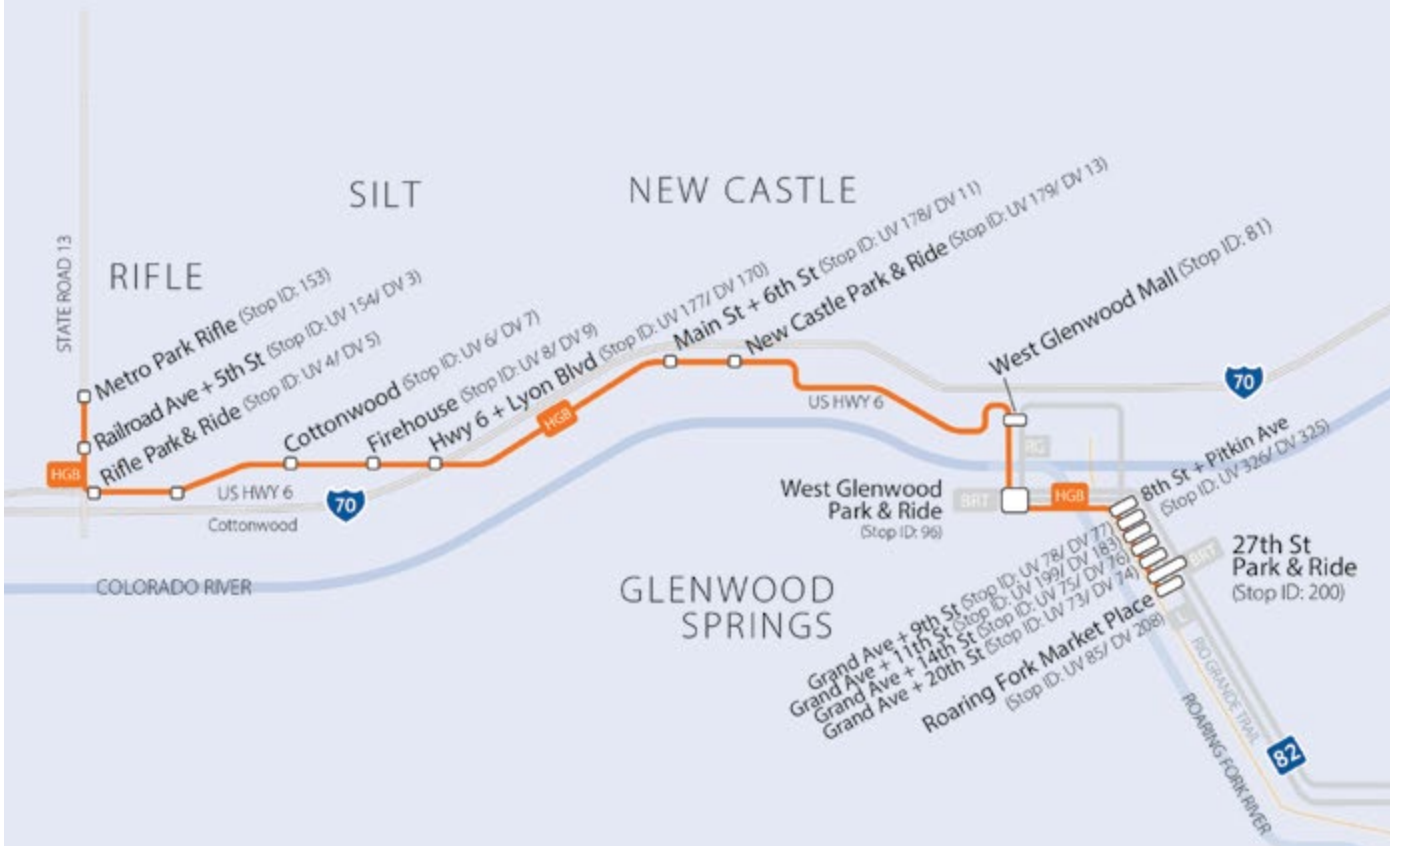 SILT
NEW CASTLE
RIFLE
STATE ROAD 13
Metro Park Rifle (Stop ID: 153)
Railroad Ave + 5th St (Stop ID: UV 154/ DV 3)
Rifle Park& Ride (Stop ID: UV 4/ DV 5)
Cottonwood (Stop ID: UV 6/ DV 7)
Firehouse (Stop ID: UV 8/ DV 9)
Hwy 6 + Lyon Blvd (Stop ID: UV 177/ DV 170)
Main St + 6th St (Stop ID: UV 178/ DV 11)
New Castle Park & Ride (Stop ID: UV 179/ DV 13)
West Glenwood Mall (Stop ID: 81)
70
US HWY 6
HGB
HGB
US HWY 6
70
Cottonwood
COLORADO RIVER
RG
West Glenwood
Park & Ride
(Stop ID: 96)
BRT
HGB
8th St + Pitkin Ave
(Stop ID: UV 326/ DV 325)
BRT
27th St
Park & Ride
(Stop ID: 200)
GLENWOOD
SPRINGS
Grand Ave + 9th St (Stop ID: UV 78/ DV 77)
Grand Ave + 11th St (Stop ID: UV 199/ DV 183)
Grand Ave + 14th St (Stop ID: UV 75/ DV 76)
Grand Ave + 20th St (Stop ID: UV 73/ DV 74)
Roaring Fork Market Place
(Stop ID: UV 85/ DV 208)
L
RIO GRANDE TRAIL
ROARING FORK RIVER
82